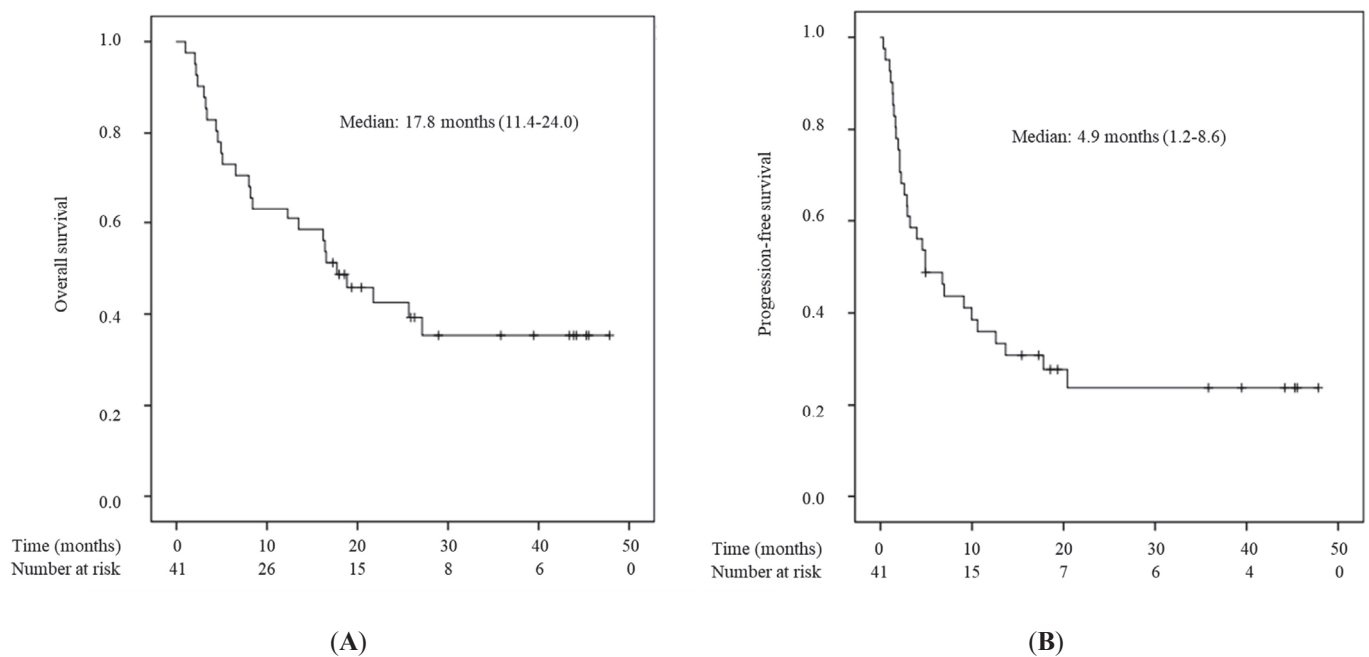 1.0
0.8
0.6
0.4
0.2
0.0
Overall survival
Median: 17.8 months (11.4-24.0)
Time (months) 0 10 20 30 40 50
Number at risk 41 26 15 8 6 0
(A)
1.0
0.8
0.6
0.4
0.2
0.0
Progression-free survival
Median: 4.9 months (1.2-8.6)
Time (months) 0 10 20 30 40 50
Number at risk 41 15 7 6 4 0
(B)